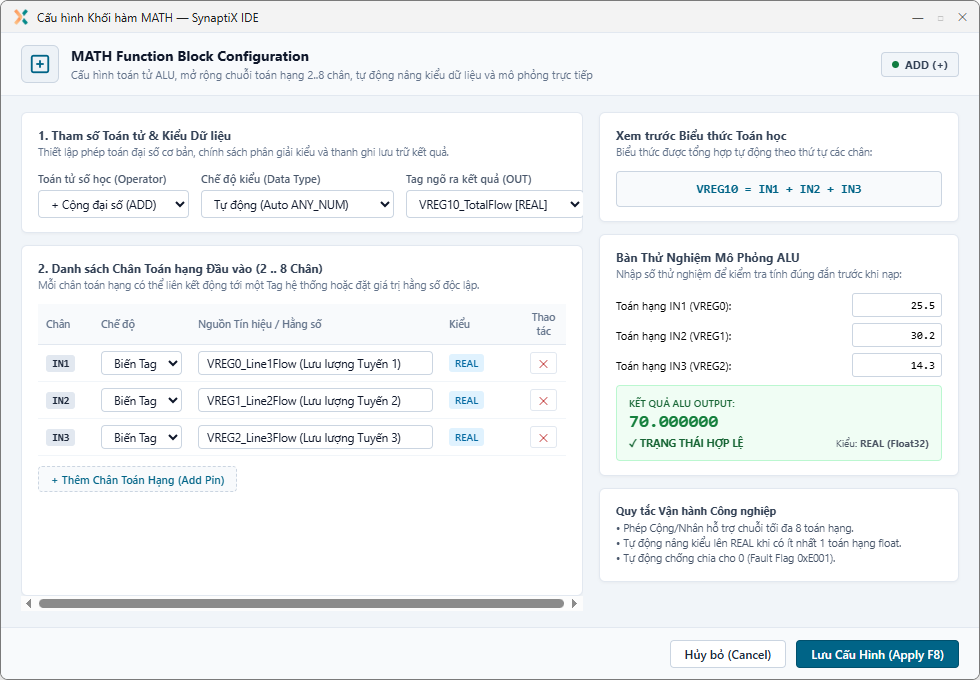 Cấu hình Khối hàm MATH — SynaptiX IDE
MATH Function Block Configuration
Cấu hình toán tử ALU, mở rộng chuỗi toán hạng 2..8 chân, tự động nâng kiểu dữ liệu và mô phỏng trực tiếp
ADD (+)
1. Tham số Toán tử & Kiểu Dữ liệu
Thiết lập phép toán đại số cơ bản, chính sách phân giải kiểu và thanh ghi lưu trữ kết quả.
Toán tử số học (Operator)
Chế độ kiểu (Data Type)
Tag ngõ ra kết quả (OUT)
+ Cộng đại số (ADD)
Tự động (Auto ANY_NUM)
VREG10_TotalFlow [REAL]
2. Danh sách Chân Toán hạng Đầu vào (2 .. 8 Chân)
Mỗi chân toán hạng có thể liên kết động tới một Tag hệ thống hoặc đặt giá trị hằng số độc lập.
Chân
Chế độ
Nguồn Tín hiệu / Hằng số
Kiểu
Thao
tác
IN1
Biến Tag
VREG0_Line1Flow (Lưu lượng Tuyến 1)
REAL
IN2
Biến Tag
VREG1_Line2Flow (Lưu lượng Tuyến 2)
REAL
IN3
Biến Tag
VREG2_Line3Flow (Lưu lượng Tuyến 3)
REAL
+ Thêm Chân Toán Hạng (Add Pin)
Xem trước Biểu thức Toán học
Biểu thức được tổng hợp tự động theo thứ tự các chân:
VREG10 = IN1 + IN2 + IN3
Bàn Thử Nghiệm Mô Phỏng ALU
Nhập số thử nghiệm để kiểm tra tính đúng đắn trước khi nạp:
Toán hạng IN1 (VREG0):
25.5
Toán hạng IN2 (VREG1):
30.2
Toán hạng IN3 (VREG2):
14.3
KẾT QUẢ ALU OUTPUT:
70.000000
✓ TRẠNG THÁI HỢP LỆ
Kiểu: REAL (Float32)
Quy tắc Vận hành Công nghiệp
• Phép Cộng/Nhân hỗ trợ chuỗi tối đa 8 toán hạng.
• Tự động nâng kiểu lên REAL khi có ít nhất 1 toán hạng float.
• Tự động chống chia cho 0 (Fault Flag 0xE001).
Hủy bỏ (Cancel)
Lưu Cấu Hình (Apply F8)